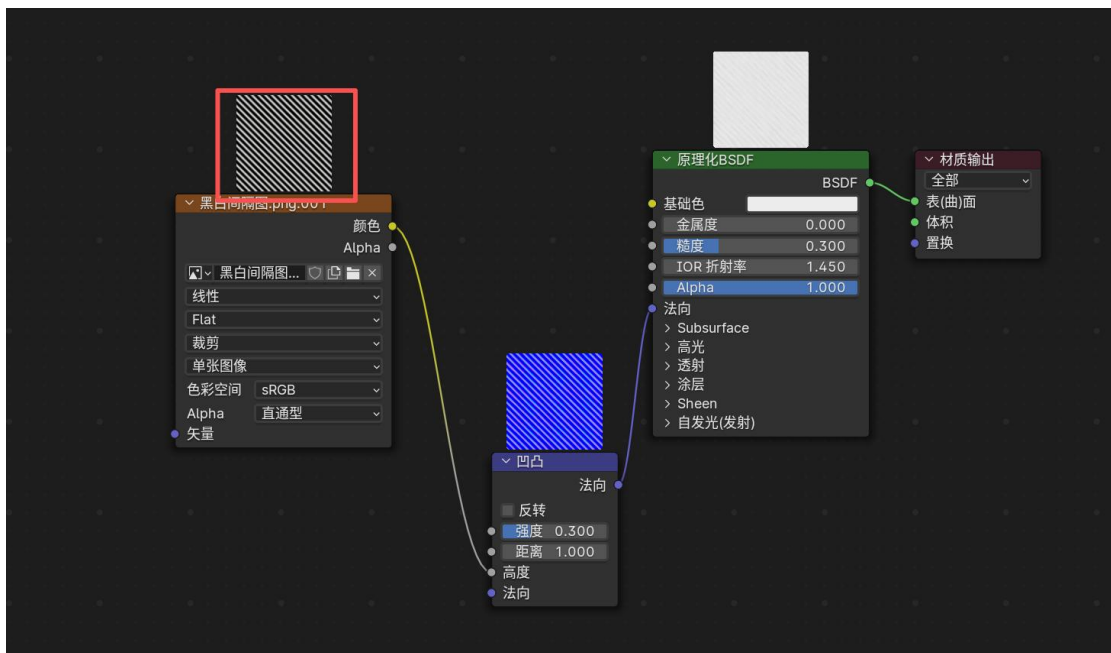 黑白间隔图.png.001
颜色
Alpha
黑白间隔图...
线性
Flat
裁剪
单张图像
色彩空间 sRGB
Alpha 直通型
矢量
凹凸
法向
反转
强度 0.300
距离 1.000
高度
法向
原理化BSDF
BSDF
基础色
金属度 0.000
糙度 0.300
IOR 折射率 1.450
Alpha 1.000
法向
Subsurface
高光
透射
涂层
Sheen
自发光(发射)
材质输出
全部
表(曲)面
体积
置换